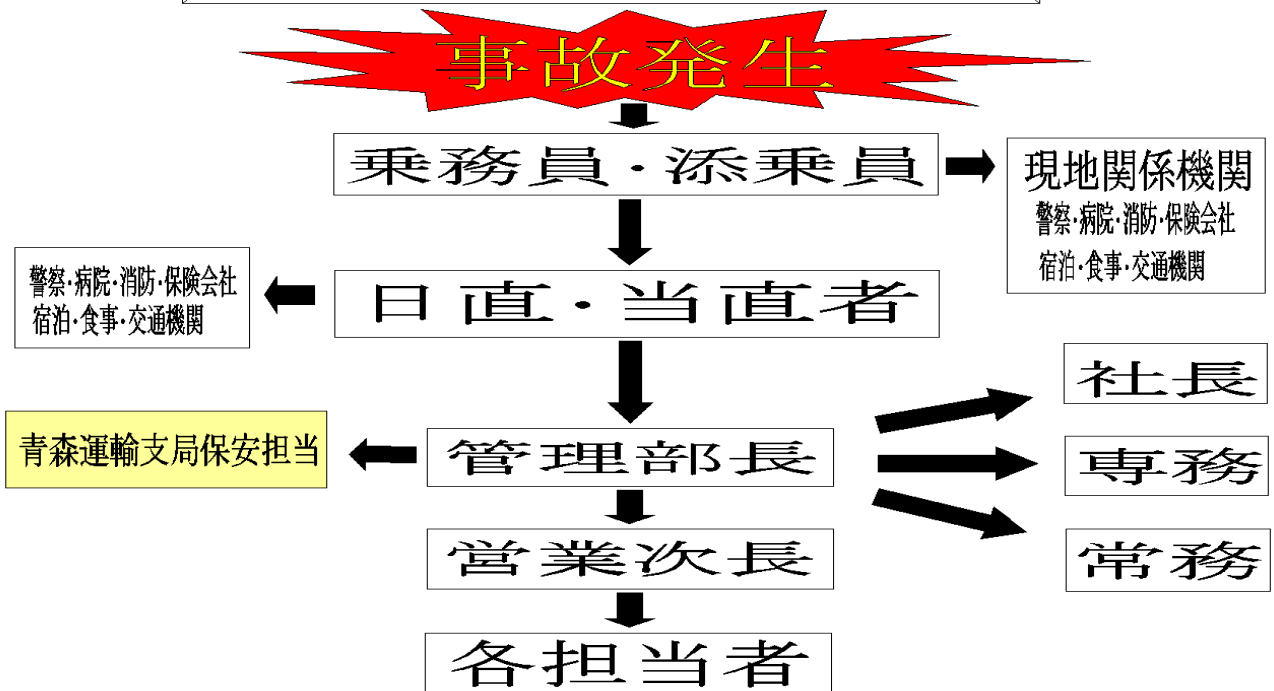 事故発生
乗務員・添乗員
現地関係機関
警察・病院・消防・保険会社
宿泊・食事・交通機関
警察・病院・消防・保険会社
宿泊・食事・交通機関
日直・当直者
社長
青森運輸支局保安担当
管理部長
専務
営業次長
常務
各担当者